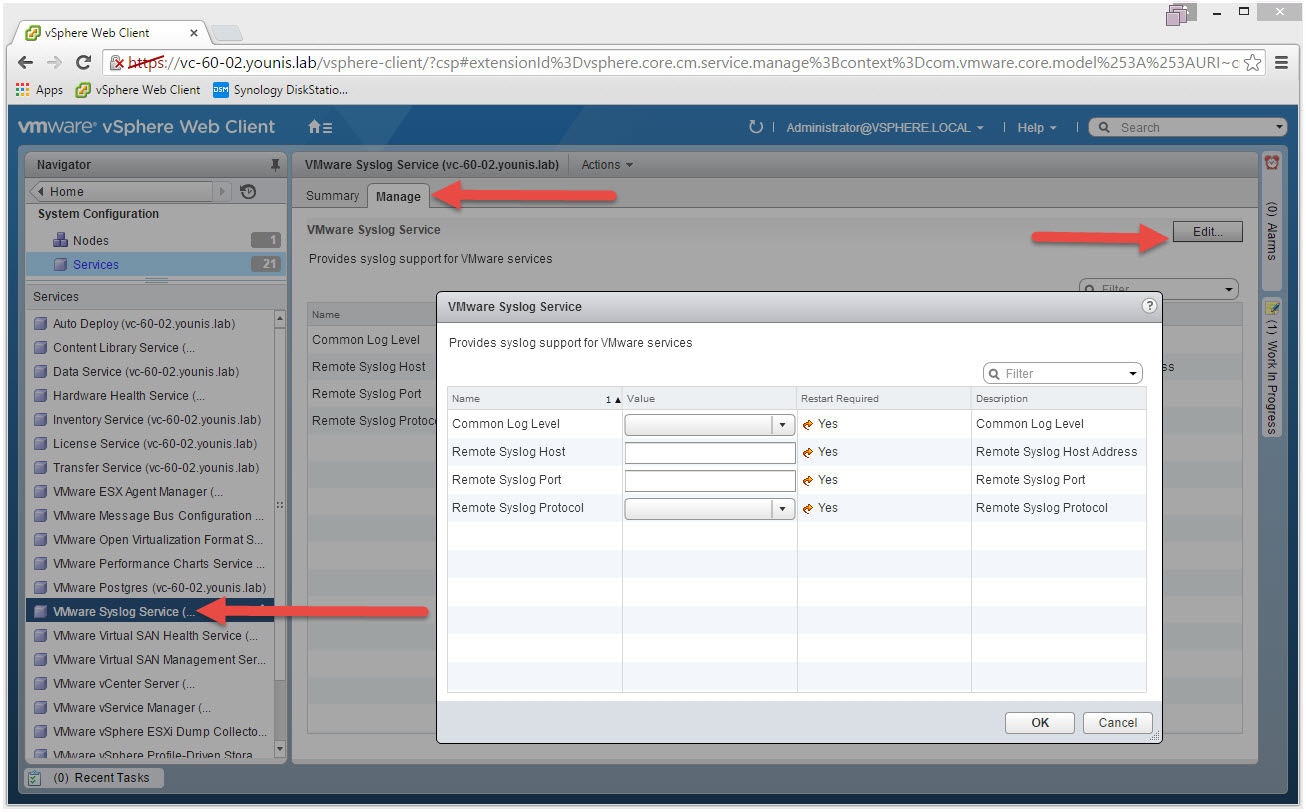 vSphere Web Client
https://vc-60-02.younis.lab/vsphere-client/?csp#extensionId%3Dvsphere.core.cm.service.manage%3Bcontext%3Dcom.vmware.core.model%253A%253AURI~c
Apps vSphere Web Client DSM Synology DiskStatio...
vmware® vSphere Web Client
Administrator@VSPHERE.LOCAL
Help
Search
Navigator
Home
System Configuration
Nodes 1
Services 21
Services
Auto Deploy (vc-60-02.younis.lab)
Content Library Service (...
Data Service (vc-60-02.younis.lab)
Hardware Health Service (...
Inventory Service (vc-60-02.younis.lab)
License Service (vc-60-02.younis.lab)
Transfer Service (vc-60-02.younis.lab)
VMware ESX Agent Manager (...
VMware Message Bus Configuration ...
VMware Open Virtualization Format S...
VMware Performance Charts Service ...
VMware Postgres (vc-60-02.younis.lab)
VMware Syslog Service (...
VMware Virtual SAN Health Service (...
VMware Virtual SAN Management Ser...
VMware vCenter Server (...
VMware vService Manager (...
VMware vSphere ESXi Dump Collecto...
VMware vSphere Profile-Driven Stora
VMware Syslog Service (vc-60-02.younis.lab) Actions
Summary Manage
VMware Syslog Service
Edit...
Provides syslog support for VMware services
Filter
Name
Common Log Level
Remote Syslog Host
Remote Syslog Port
Remote Syslog Protoc
ss
VMware Syslog Service ?
Provides syslog support for VMware services
Filter
Name 1 Value Restart Required Description
Common Log Level Yes Common Log Level
Remote Syslog Host Yes Remote Syslog Host Address
Remote Syslog Port Yes Remote Syslog Port
Remote Syslog Protocol Yes Remote Syslog Protocol
OK Cancel
(0) Alarms
(1) Work In Progress
(0) Recent Tasks